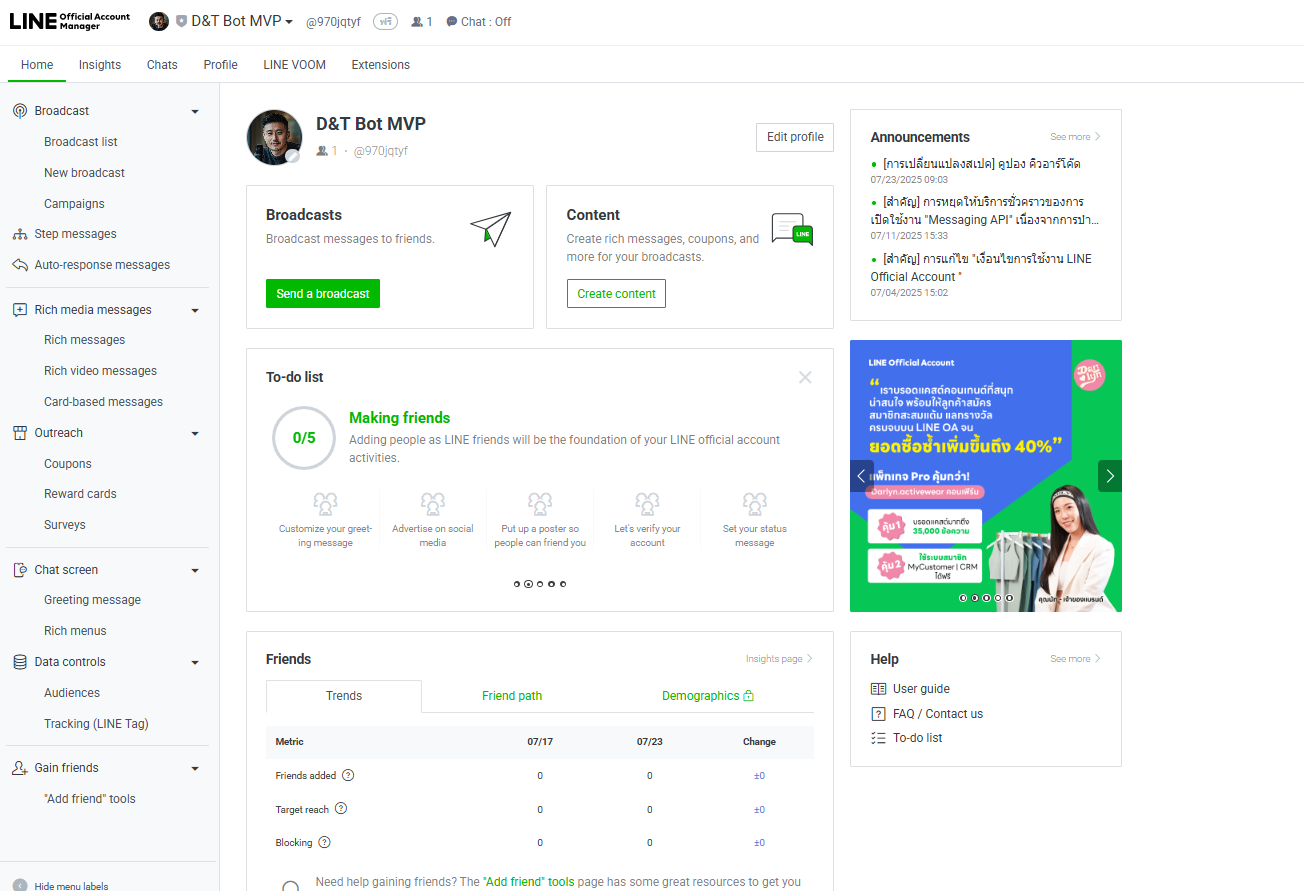 LINE Official Account Manager
D&T Bot MVP
@970jqtyf
ฟรี
1
Chat : Off
Home
Insights
Chats
Profile
LINE VOOM
Extensions
Broadcast
Broadcast list
New broadcast
Campaigns
Step messages
Auto-response messages
Rich media messages
Rich messages
Rich video messages
Card-based messages
Outreach
Coupons
Reward cards
Surveys
Chat screen
Greeting message
Rich menus
Data controls
Audiences
Tracking (LINE Tag)
Gain friends
"Add friend" tools
Hide menu labels
D&T Bot MVP
1 · @970jqtyf
Edit profile
Broadcasts
Broadcast messages to friends.
Send a broadcast
Content
Create rich messages, coupons, and
more for your broadcasts.
LINE
Create content
To-do list
0/5
Making friends
Adding people as LINE friends will be the foundation of your LINE official account
activities.
Customize your greet-
ing message
Advertise on social
media
Put up a poster so
people can friend you
Let's verify your
account
Set your status
message
Friends
Insights page
Trends
Friend path
Demographics
Metric 07/17 07/23 Change
Friends added 0 0 ±0
Target reach 0 0 ±0
Blocking 0 0 ±0
Need help gaining friends? The "Add friend" tools page has some great resources to get you
Announcements
See more
[การเปลี่ยนแปลงสเปค] คูปอง คิวอาร์โค้ด
07/23/2025 09:03
[สำคัญ] การหยุดให้บริการชั่วคราวของการ
เปิดใช้งาน "Messaging API" เนื่องจากการปา...
07/11/2025 15:33
[สำคัญ] การแก้ไข "เงื่อนไขการใช้งาน LINE
Official Account "
07/04/2025 15:02
LINE Official Account
“เราบรอดแคสต์คอนเทนต์ที่สนุก
น่าสนใจ พร้อมให้ลูกค้าสมัคร
สมาชิกสะสมแต้ม แลกรางวัล
ครบจบบน LINE OA จน
ยอดซื้อซ้ำเพิ่มขึ้นถึง 40%”
แพ็กเกจ Pro คุ้มกว่า!
Darlyn.activewear คอนเฟิร์ม
คุ้ม1
บรอดแคสต์มากถึง
35,000 ข้อความ
คุ้ม2
ใช้ระบบสมาชิก
MyCustomer | CRM
ได้ฟรี
Help
See more
User guide
FAQ / Contact us
To-do list